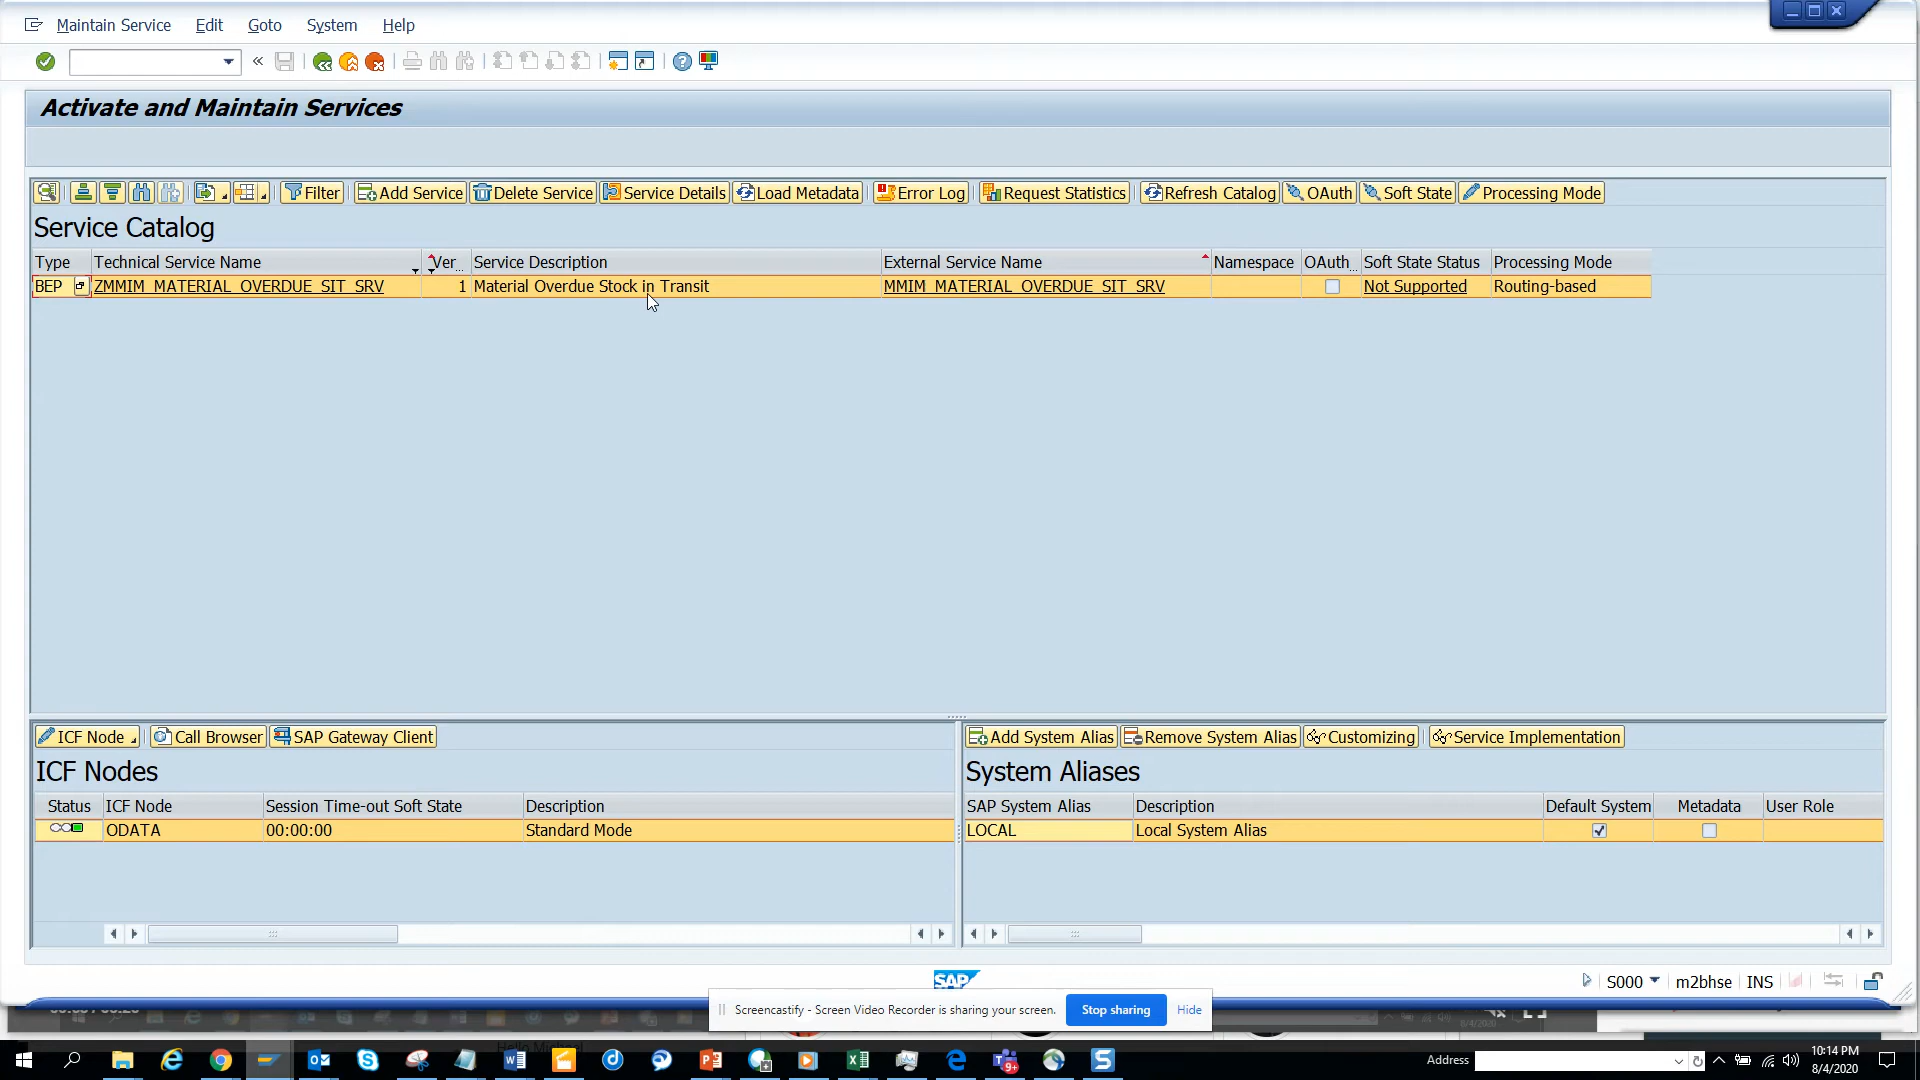 Maintain Service Edit Goto System Help
Activate and Maintain Services
Filter Add Service Delete Service Service Details Load Metadata Error Log Request Statistics Refresh Catalog OAuth Soft State Processing Mode
Service Catalog
Type Technical Service Name Ver... Service Description External Service Name Namespace OAuth... Soft State Status Processing Mode
BEP ZMMIM_MATERIAL_OVERDUE_SIT_SRV 1 Material Overdue Stock in Transit MMIM_MATERIAL_OVERDUE_SIT_SRV Not Supported Routing-based
ICF Node Call Browser SAP Gateway Client
ICF Nodes
Status ICF Node Session Time-out Soft State Description
ODATA 00:00:00 Standard Mode
Add System Alias Remove System Alias Customizing Service Implementation
System Aliases
SAP System Alias Description Default System Metadata User Role
LOCAL Local System Alias
SAP
S000 m2bhse INS
Screencastify - Screen Video Recorder is sharing your screen. Stop sharing Hide
Address
10:14 PM
8/4/2020